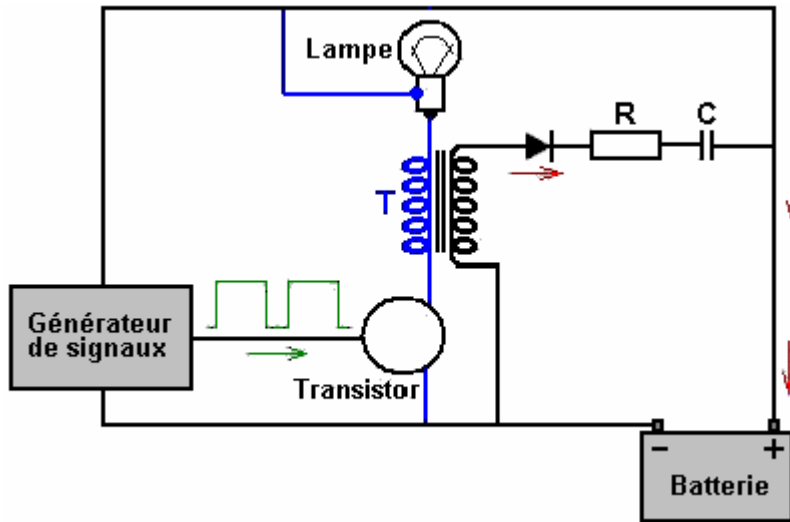 Lampe
R
C
T
Générateur
de signaux
Transistor
- +
Batterie